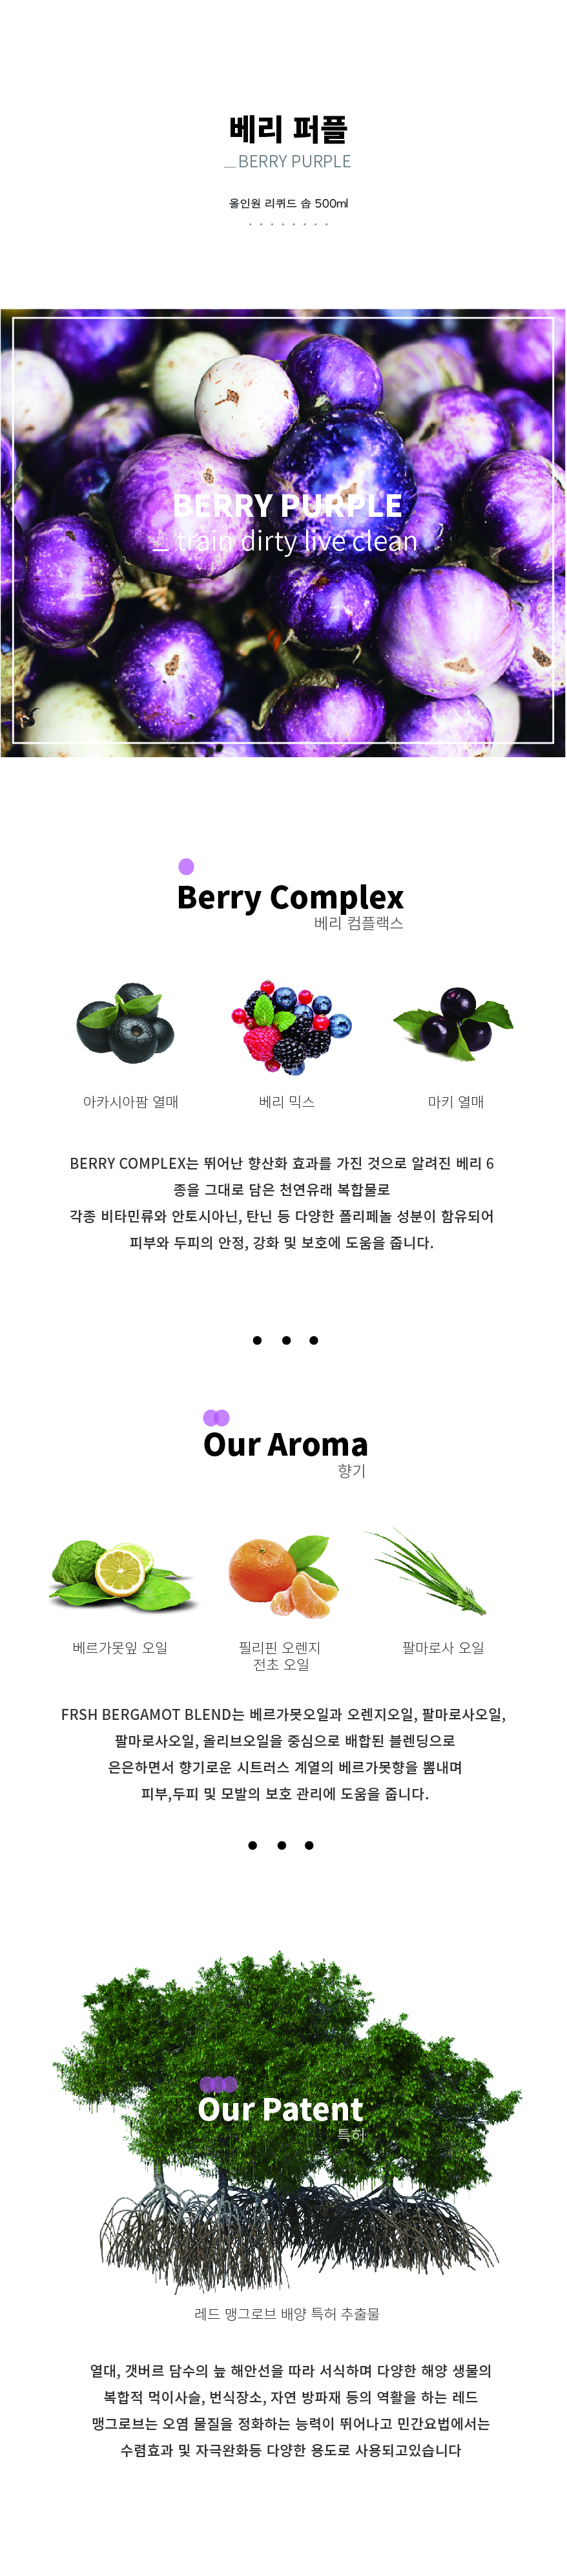 베리 퍼플
_BERRY PURPLE
올인원 리퀴드 솝 500ml
BERRY PURPLE
_ train dirty live clean
Berry Complex
베리 컴플랙스
아카시아팜 열매
베리 믹스
마키 열매
BERRY COMPLEX는 뛰어난 향산화 효과를 가진 것으로 알려진 베리 6
종을 그대로 담은 천연유래 복합물로
각종 비타민류와 안토시아닌, 탄닌 등 다양한 폴리페놀 성분이 함유되어
피부와 두피의 안정, 강화 및 보호에 도움을 줍니다.
Our Aroma
향기
베르가못잎 오일
필리핀 오렌지
전초 오일
팔마로사 오일
FRSH BERGAMOT BLEND는 베르가못오일과 오렌지오일, 팔마로사오일,
팔마로사오일, 올리브오일을 중심으로 배합된 블렌딩으로
은은하면서 향기로운 시트러스 계열의 베르가못향을 뽐내며
피부,두피 및 모발의 보호 관리에 도움을 줍니다.
Our Patent
특허
레드 맹그로브 배양 특허 추출물
열대, 갯버르 담수의 늪 해안선을 따라 서식하며 다양한 해양 생물의
복합적 먹이사슬, 번식장소, 자연 방파재 등의 역활을 하는 레드
맹그로브는 오염 물질을 정화하는 능력이 뛰어나고 민간요법에서는
수렴효과 및 자극완화등 다양한 용도로 사용되고있습니다